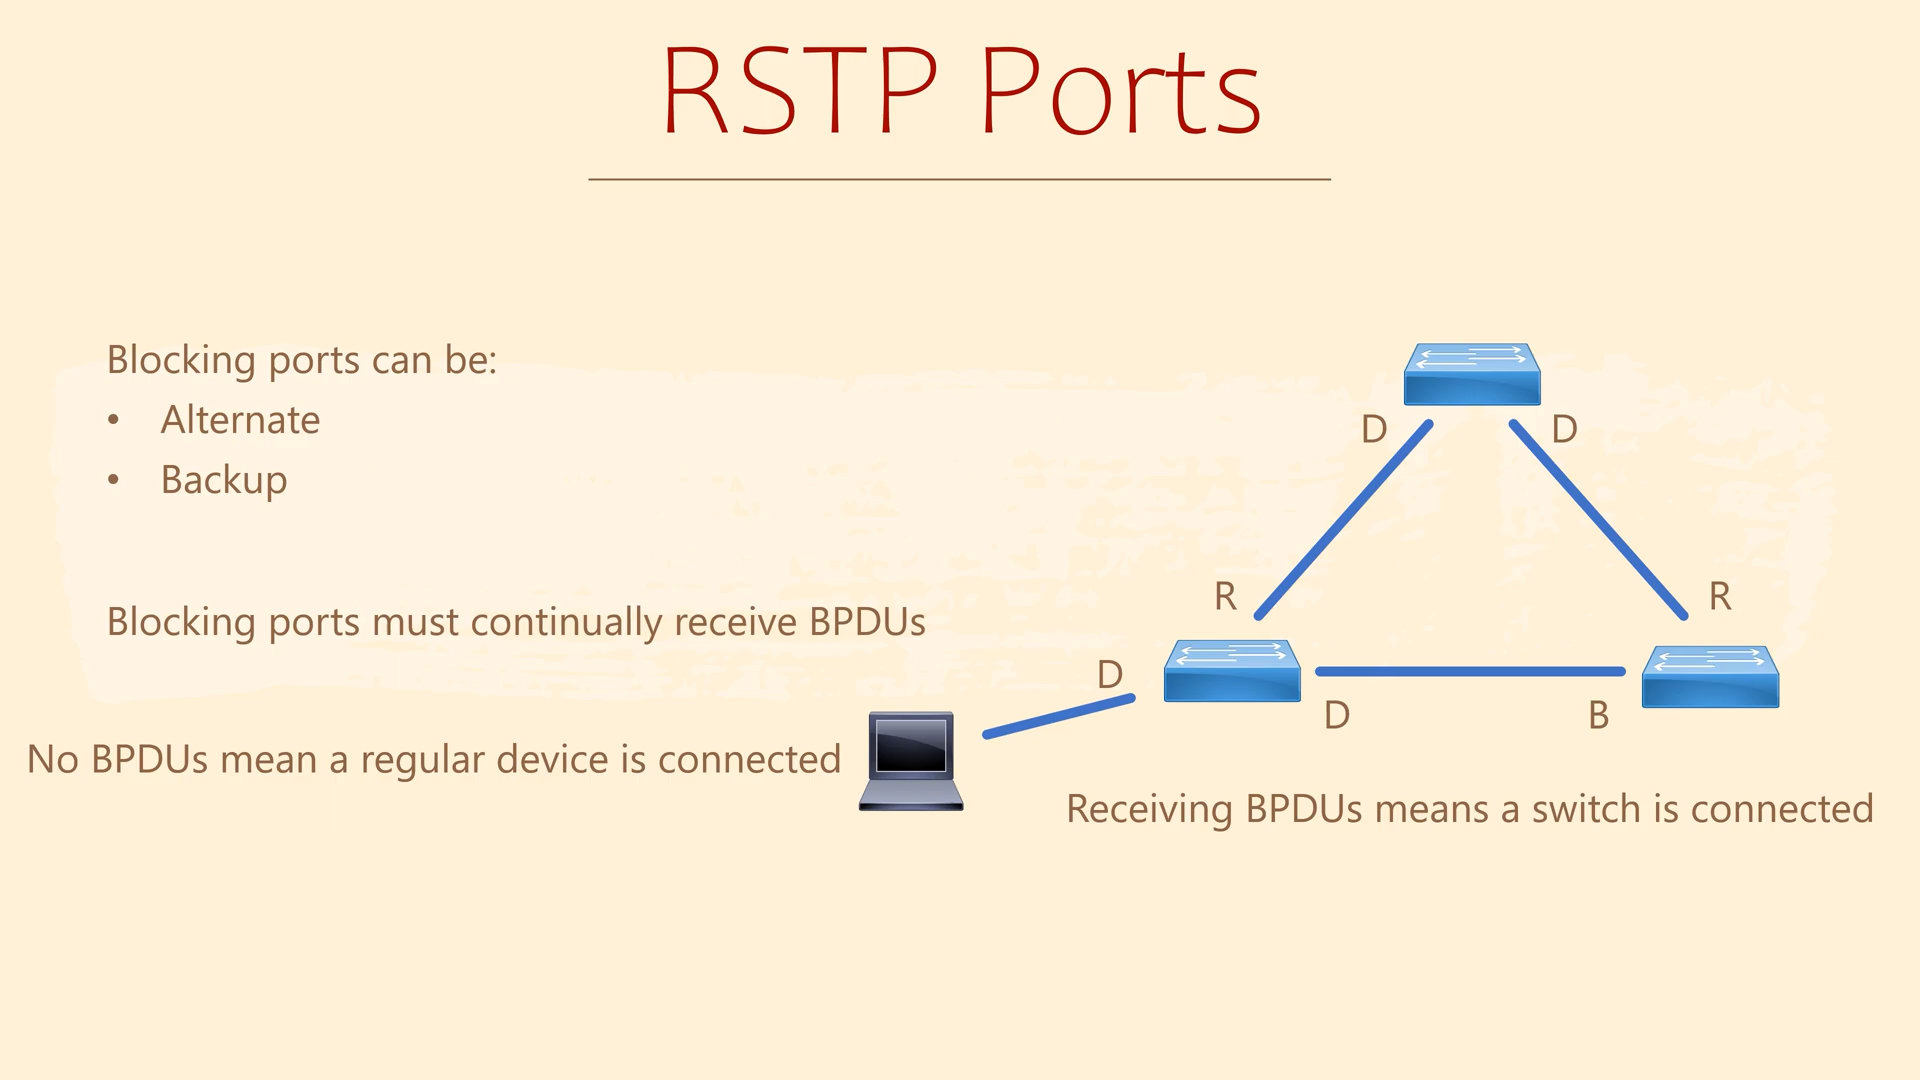 RSTP Ports
Blocking ports can be:
• Alternate
• Backup
Blocking ports must continually receive BPDUs
No BPDUs mean a regular device is connected
D
D
R
R
D
D
B
Receiving BPDUs means a switch is connected